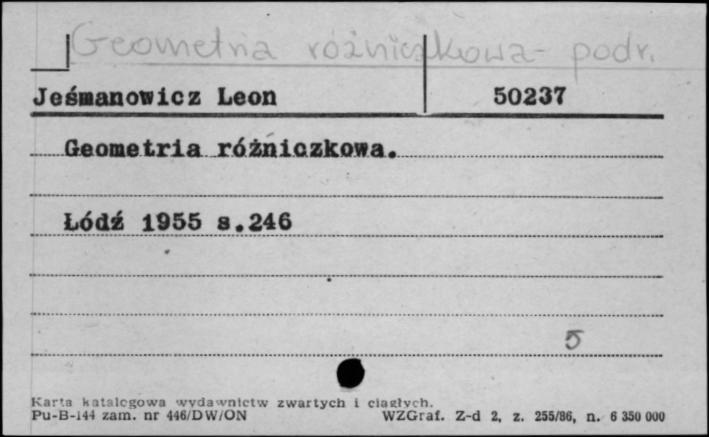 Geometria różniczkowa - podr.
Jeśmanowicz Leon 50237
Geometria różniczkowa.
Łódź 1955 s.246
5
Karta katalogowa wydawnictw zwartych i ciągłych.
Pu-B-144 zam. nr 446/DW/ON WZGraf. Z-d 2, z. 255/86, n. 6 350 000